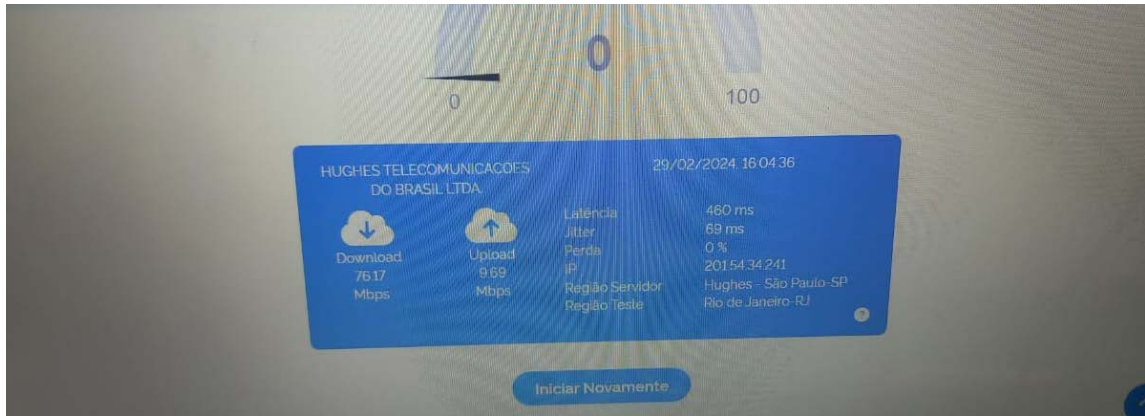 0
0
100
HUGHES TELECOMUNICACOES
DO BRASIL LTDA.
29/02/2024, 16:04:36
Download
76.17
Mbps
Upload
9.69
Mbps
Latência 460 ms
Jitter 69 ms
Perda 0 %
IP 201.54.34.241
Região Servidor Hughes - São Paulo-SP
Região Teste Rio de Janeiro-RJ
?
Iniciar Novamente